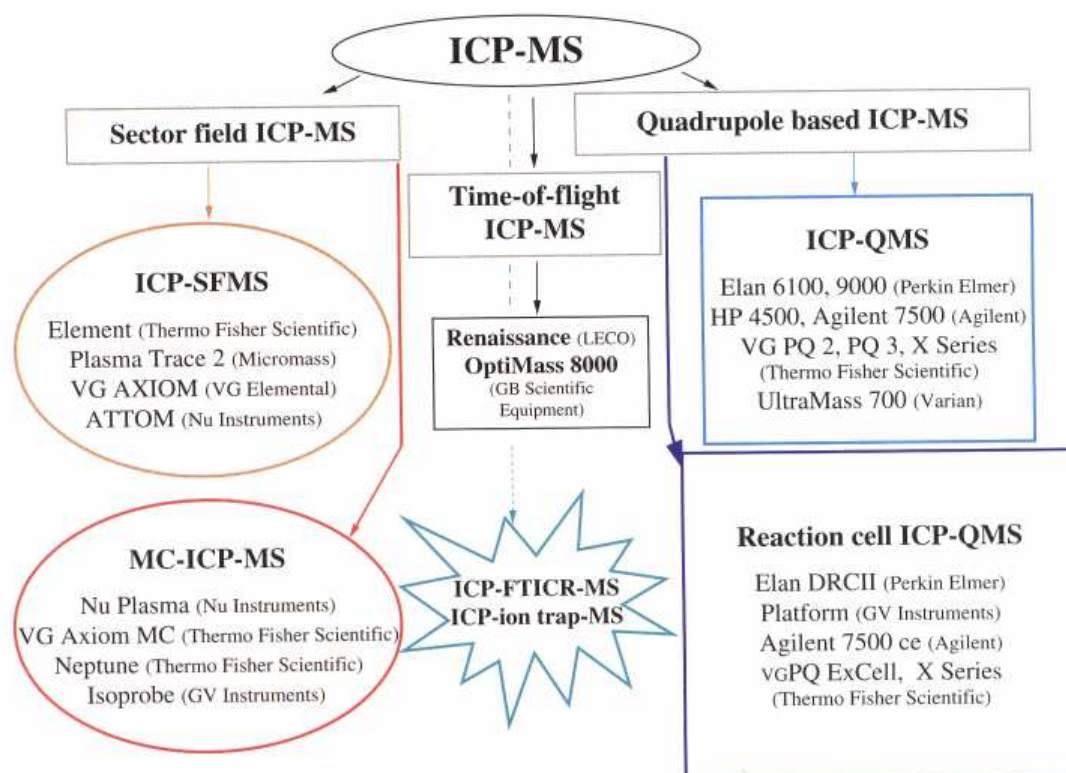 ICP-MS
Sector field ICP-MS
Quadrupole based ICP-MS
Time-of-flight
ICP-MS
ICP-SFMS
Element (Thermo Fisher Scientific)
Plasma Trace 2 (Micromass)
VG AXIOM (VG Elemental)
ATTOM (Nu Instruments)
Renaissance (LECO)
OptiMass 8000
(GB Scientific
Equipment)
ICP-QMS
Elan 6100, 9000 (Perkin Elmer)
HP 4500, Agilent 7500 (Agilent)
VG PQ 2, PQ 3, X Series
(Thermo Fisher Scientific)
UltraMass 700 (Varian)
MC-ICP-MS
Nu Plasma (Nu Instruments)
VG Axiom MC (Thermo Fisher Scientific)
Neptune (Thermo Fisher Scientific)
Isoprobe (GV Instruments)
ICP-FTICR-MS
ICP-ion trap-MS
Reaction cell ICP-QMS
Elan DRCII (Perkin Elmer)
Platform (GV Instruments)
Agilent 7500 ce (Agilent)
VGPQ ExCell, X Series
(Thermo Fisher Scientific)